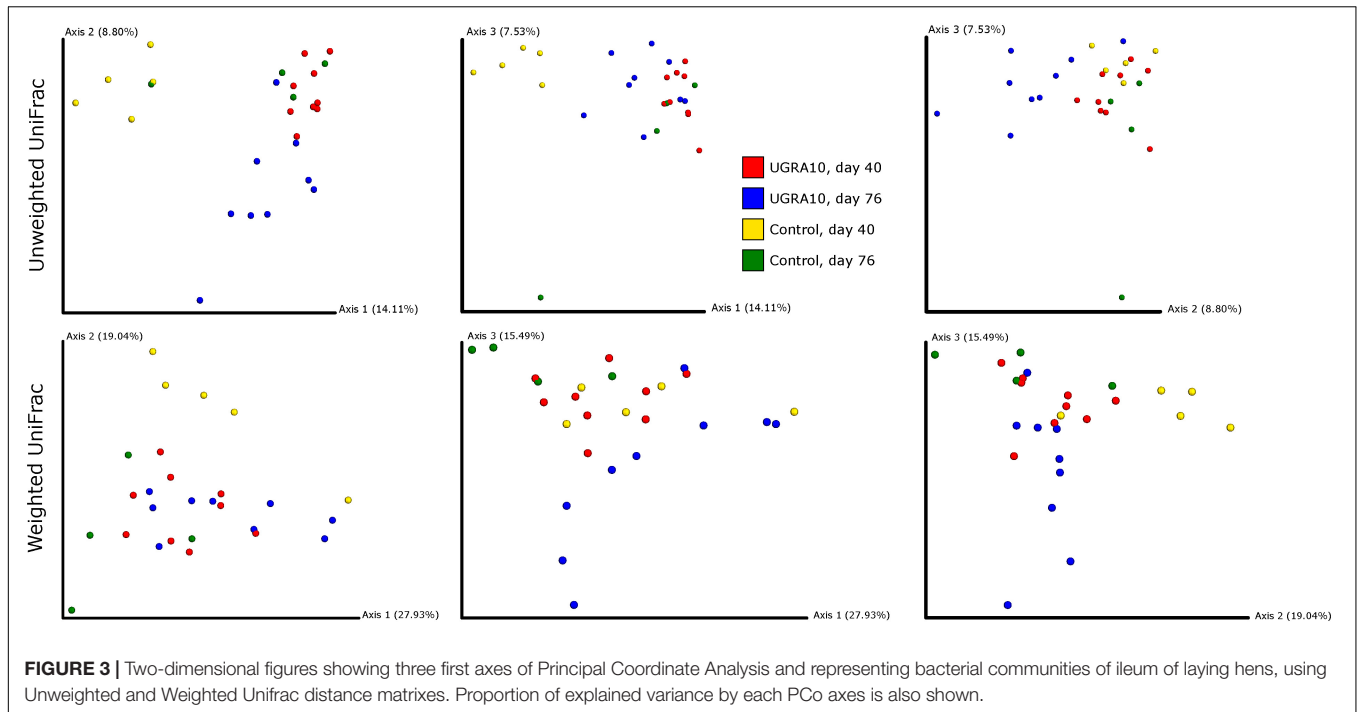 Axis 2 (8.80%)
Axis 3 (7.53%)
Axis 3 (7.53%)
Unweighted UniFrac
UGRA10, day 40
UGRA10, day 76
Control, day 40
Control, day 76
Axis 1 (14.11%)
Axis 1 (14.11%)
Axis 2 (8.80%)
Axis 2 (19.04%)
Axis 3 (15.49%)
Axis 3 (15.49%)
Weighted UniFrac
Axis 1 (27.93%)
Axis 1 (27.93%)
Axis 2 (19.04%)
FIGURE 3 | Two-dimensional figures showing three first axes of Principal Coordinate Analysis and representing bacterial communities of ileum of laying hens, using
Unweighted and Weighted Unifrac distance matrixes. Proportion of explained variance by each PCo axes is also shown.